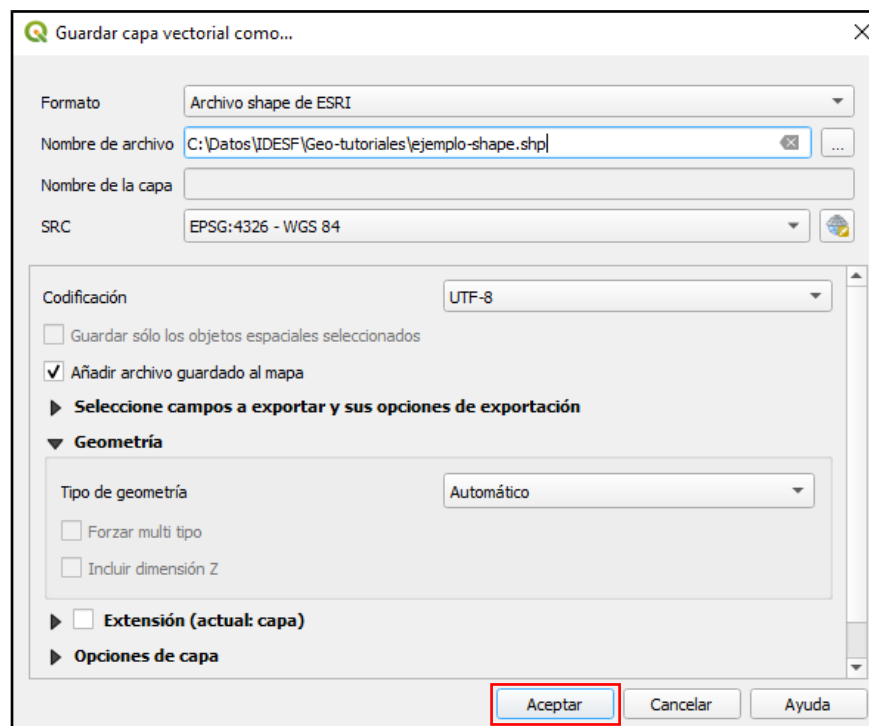 Guardar capa vectorial como...
Formato Archivo shape de ESRI
Nombre de archivo C:\Datos\IDESF\Geo-tutoriales\ejemplo-shape.shp ...
Nombre de la capa
SRC EPSG:4326 - WGS 84
Codificación UTF-8
Guardar sólo los objetos espaciales seleccionados
Añadir archivo guardado al mapa
Seleccione campos a exportar y sus opciones de exportación
Geometría
Tipo de geometría Automático
Forzar multi tipo
Incluir dimensión Z
Extensión (actual: capa)
Opciones de capa
Aceptar Cancelar Ayuda